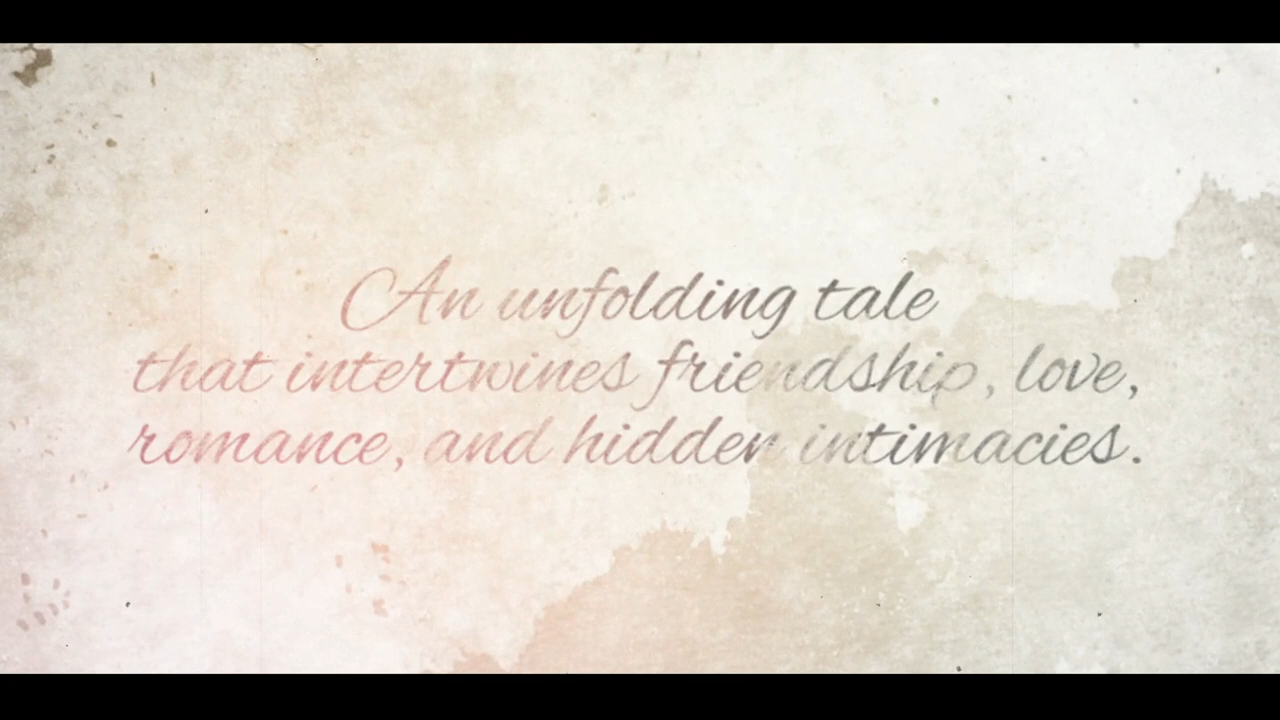 An unfolding tale
that intertwines friendship, love,
romance, and hidden intimacies.